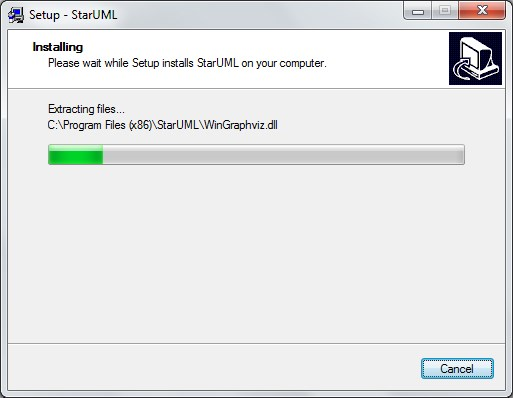 Setup - StarUML
Installing
Please wait while Setup installs StarUML on your computer.
Extracting files...
C:\Program Files (x86)\StarUML\WinGraphviz.dll
Cancel